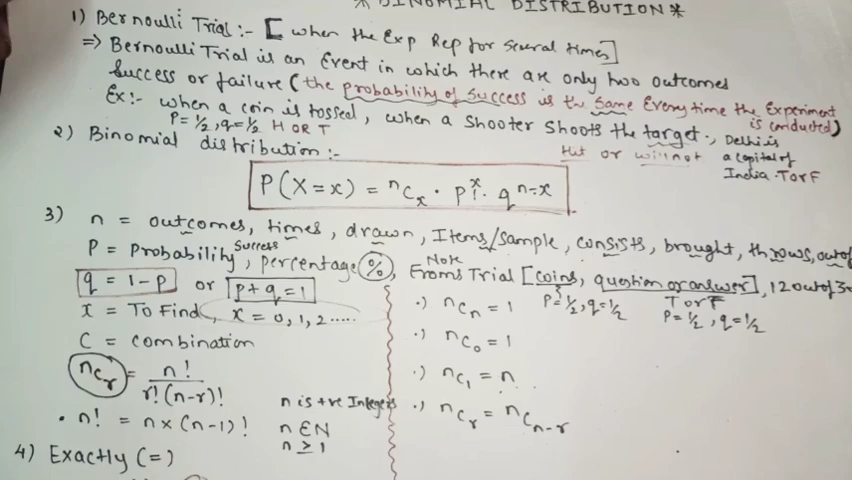 * BINOMIAL DISTRIBUTION *
1) Bernoulli Trial :- [ when the Exp Rep for several times]
⇒ Bernoulli Trial is an Event in which there are only two outcomes
Success or failure ( the probability of success is the same Every time the Experiment is conducted)
Ex:- when a coin is tossed, when a shooter shoots the target., Delhi is a capital of India. T or F
P = 1/2, q = 1/2 H OR T
Hit or will not
2) Binomial distribution :-
P(X = x) = nCx · p^x · q^n-x
3) n = outcomes, times, drawn, Items/sample, consists, brought, throws, out of
P = Probability Success, percentage %, From Trial [coins, question or answer], 12 out of
Note
q = 1 - p or p + q = 1
P = 1/2, q = 1/2
T or F
P = 1/2, q = 1/2
x = To Find, x = 0, 1, 2 .....
C = combination
nCr = n! / r! (n-r)!
n is +ve Integers
• n! = n x (n-1)! n ∈ N
n ≥ 1
.) nCn = 1
.) nC0 = 1
.) nC1 = n
.) nCr = nCn-r
4) Exactly (=)